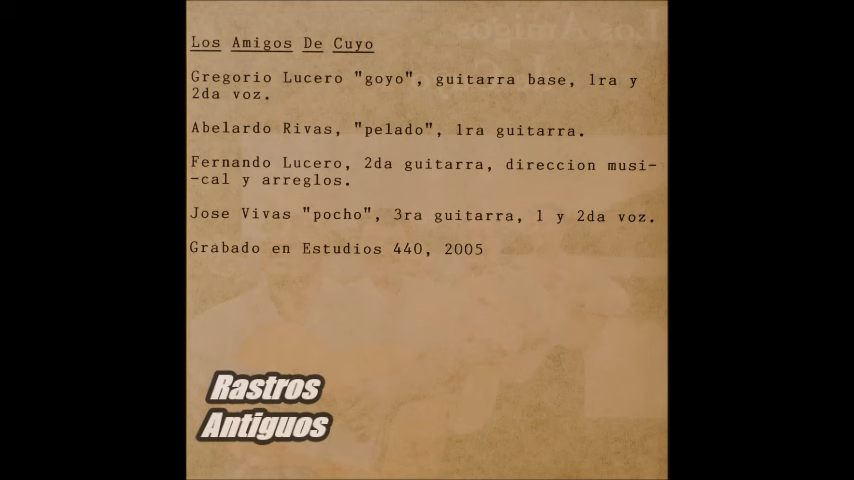 Los Amigos De Cuyo
Gregorio Lucero "goyo", guitarra base, 1ra y
2da voz.
Abelardo Rivas, "pelado", 1ra guitarra.
Fernando Lucero, 2da guitarra, direccion musi-
-cal y arreglos.
Jose Vivas "pocho", 3ra guitarra, 1 y 2da voz.
Grabado en Estudios 440, 2005
Rastros
Antiguos